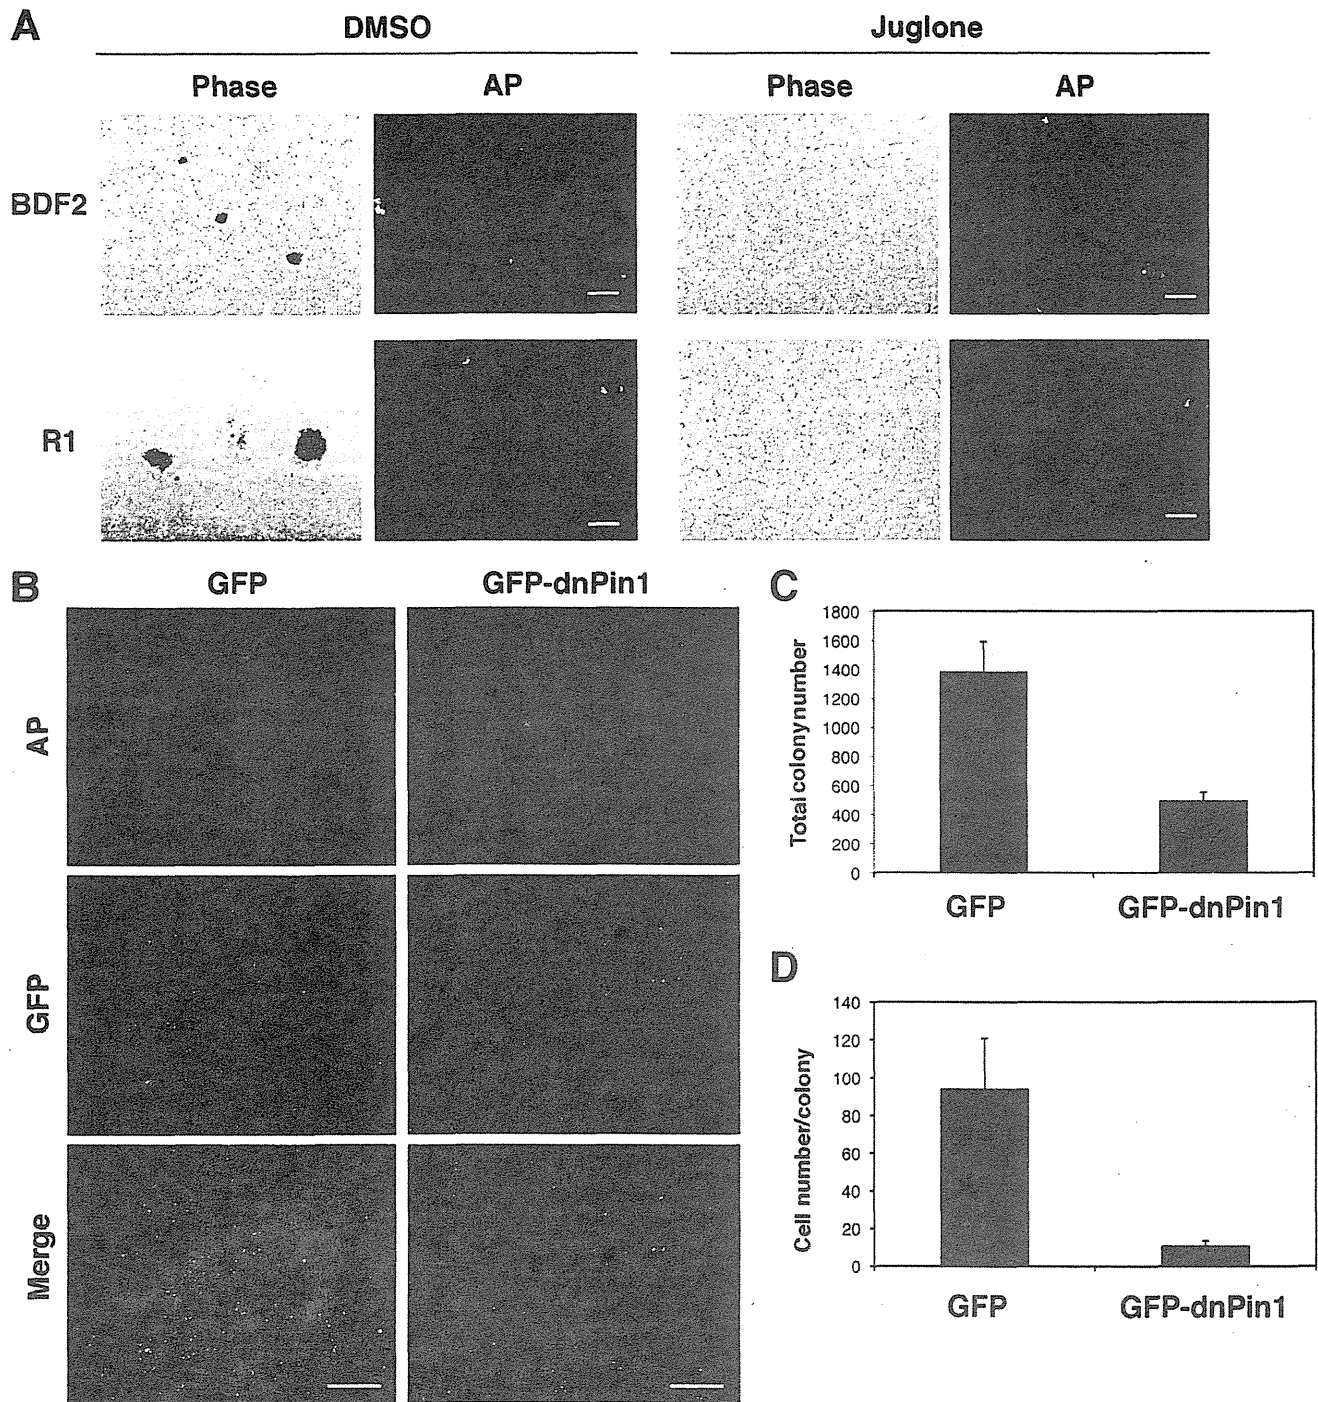 A
DMSO
Juglone
Phase
AP
Phase
AP
BDF2
R1
B
GFP
GFP-dnPin1
AP
GFP
Merge
C
Total colony number
1800
1600
1400
1200
1000
800
600
400
200
0
GFP
GFP-dnPin1
D
Cell number/colony
140
120
100
80
60
40
20
0
GFP
GFP-dnPin1